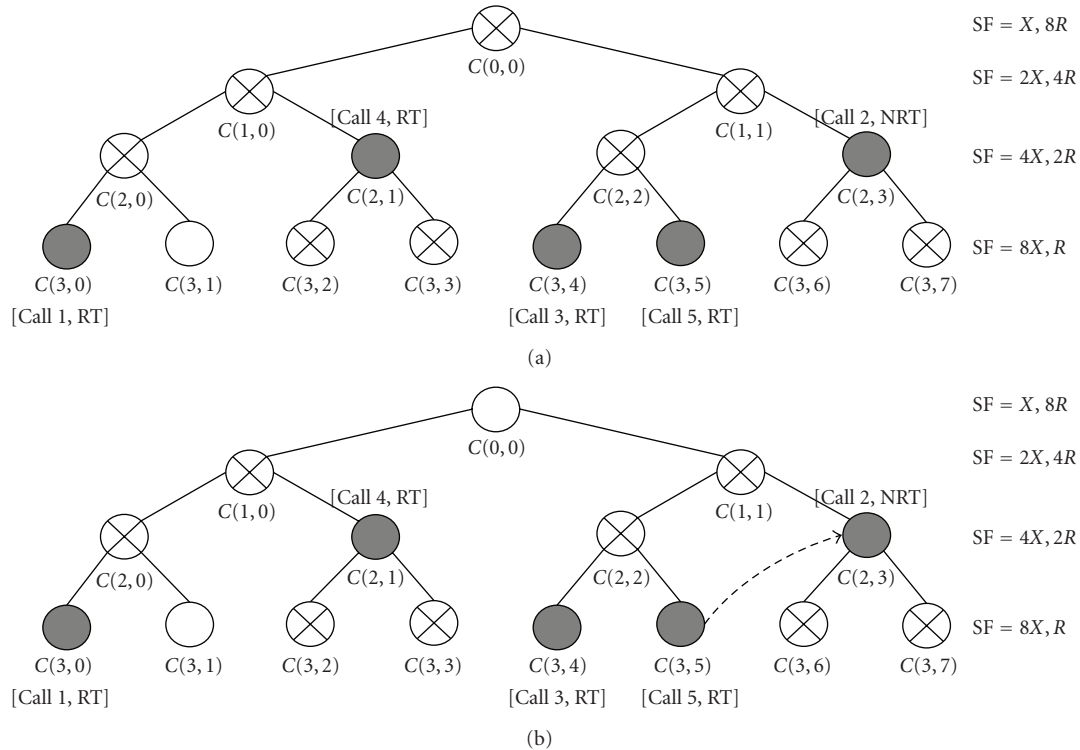 SF = X, 8R
C(0, 0)
SF = 2X, 4R
C(1, 0)
[Call 4, RT]
C(1, 1)
[Call 2, NRT]
SF = 4X, 2R
C(2, 0)
C(2, 1)
C(2, 2)
C(2, 3)
SF = 8X, R
C(3, 0)
C(3, 1)
C(3, 2)
C(3, 3)
C(3, 4)
C(3, 5)
C(3, 6)
C(3, 7)
[Call 1, RT]
[Call 3, RT]
[Call 5, RT]
(a)
SF = X, 8R
C(0, 0)
SF = 2X, 4R
C(1, 0)
[Call 4, RT]
C(1, 1)
[Call 2, NRT]
SF = 4X, 2R
C(2, 0)
C(2, 1)
C(2, 2)
C(2, 3)
SF = 8X, R
C(3, 0)
C(3, 1)
C(3, 2)
C(3, 3)
C(3, 4)
C(3, 5)
C(3, 6)
C(3, 7)
[Call 1, RT]
[Call 3, RT]
[Call 5, RT]
(b)